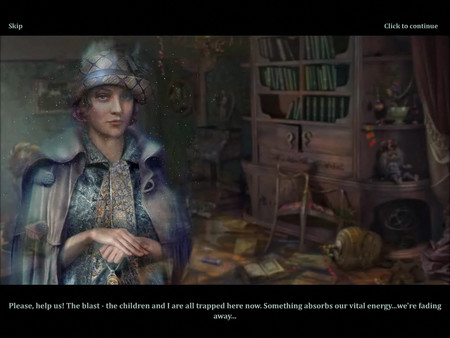 Skip
Click to continue
Please, help us! The blast - the children and I are all trapped here now. Something absorbs our vital energy...we're fading
away...